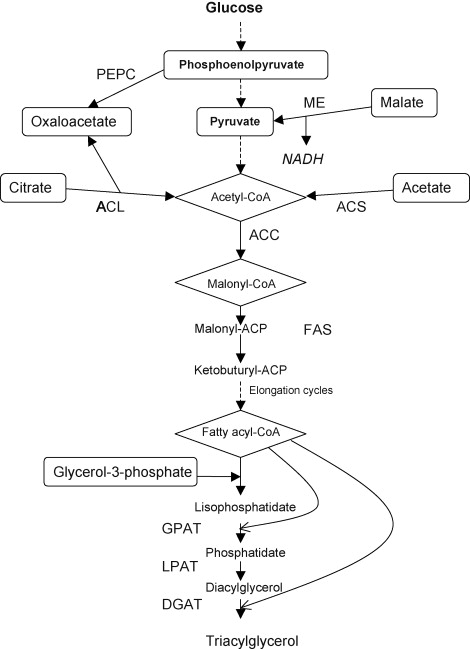 Glucose
Phosphoenolpyruvate
PEPC
ME
Malate
Oxaloacetate
Pyruvate
NADH
Citrate
Acetyl-CoA
Acetate
ACL
ACS
ACC
Malonyl-CoA
Malonyl-ACP
FAS
Ketobuturyl-ACP
Elongation cycles
Fatty acyl-CoA
Glycerol-3-phosphate
Lisophosphatidate
GPAT
Phosphatidate
LPAT
Diacylglycerol
DGAT
Triacylglycerol